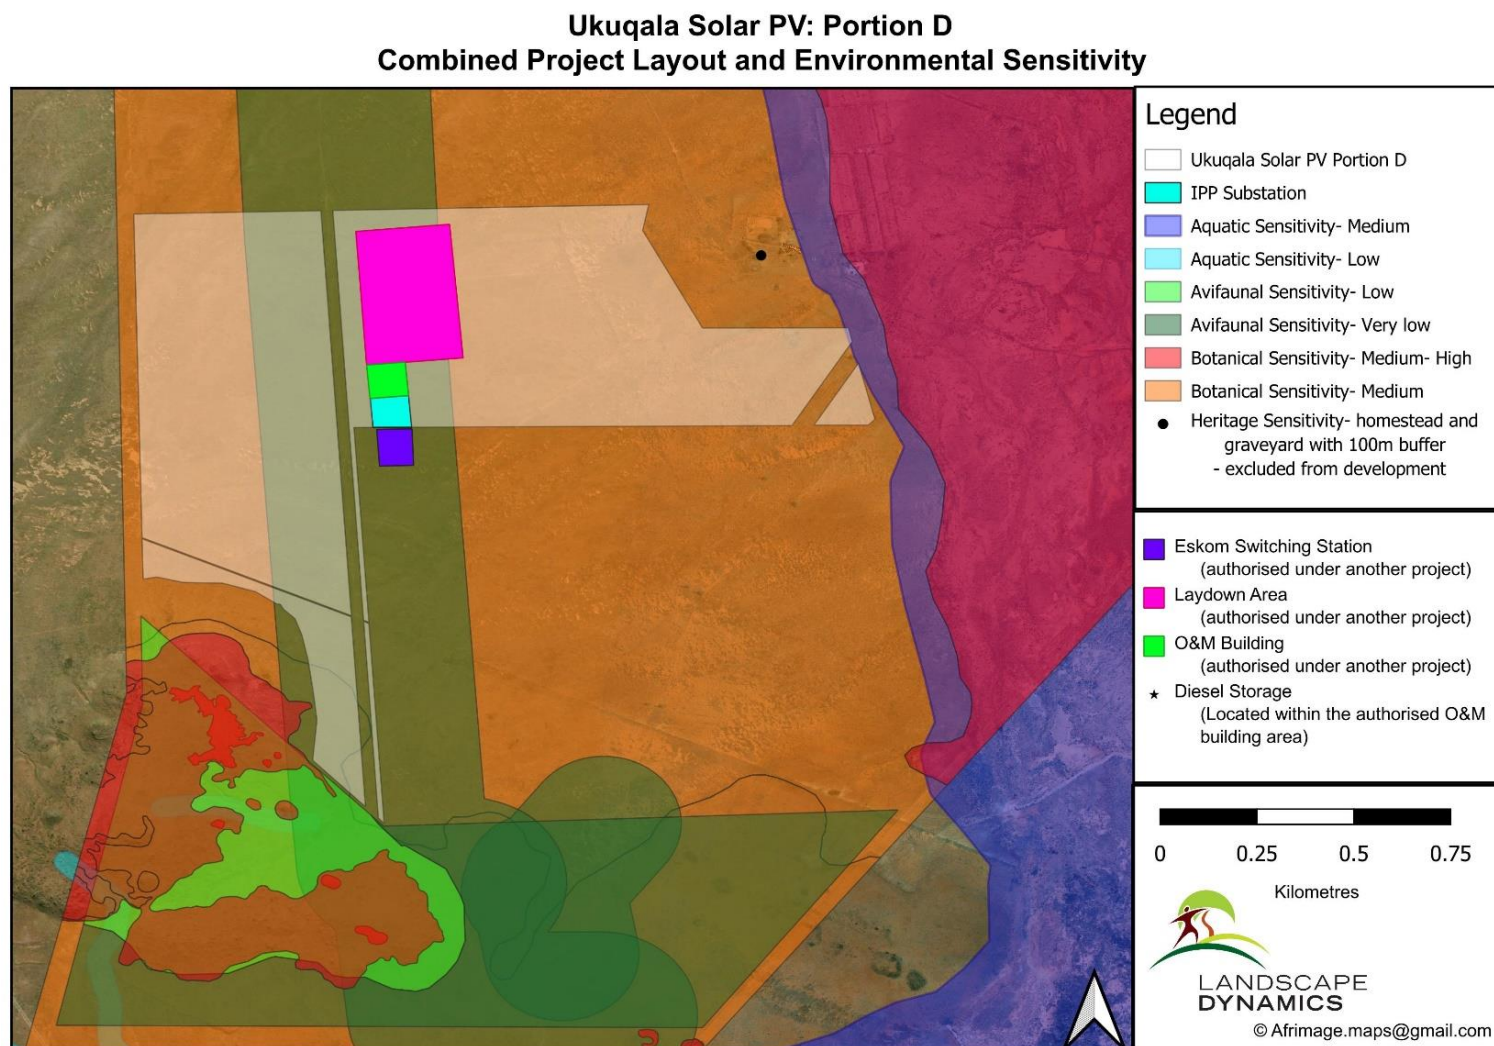 Ukuqala Solar PV: Portion D
Combined Project Layout and Environmental Sensitivity
Legend
Ukuqala Solar PV Portion D
IPP Substation
Aquatic Sensitivity- Medium
Aquatic Sensitivity- Low
Avifaunal Sensitivity- Low
Avifaunal Sensitivity- Very low
Botanical Sensitivity- Medium- High
Botanical Sensitivity- Medium
Heritage Sensitivity- homestead and
graveyard with 100m buffer
- excluded from development
Eskom Switching Station
(authorised under another project)
Laydown Area
(authorised under another project)
O&M Building
(authorised under another project)
Diesel Storage
(Located within the authorised O&M
building area)
0 0.25 0.5 0.75
Kilometres
LANDSCAPE
DYNAMICS
© Afrimage.maps@gmail.com